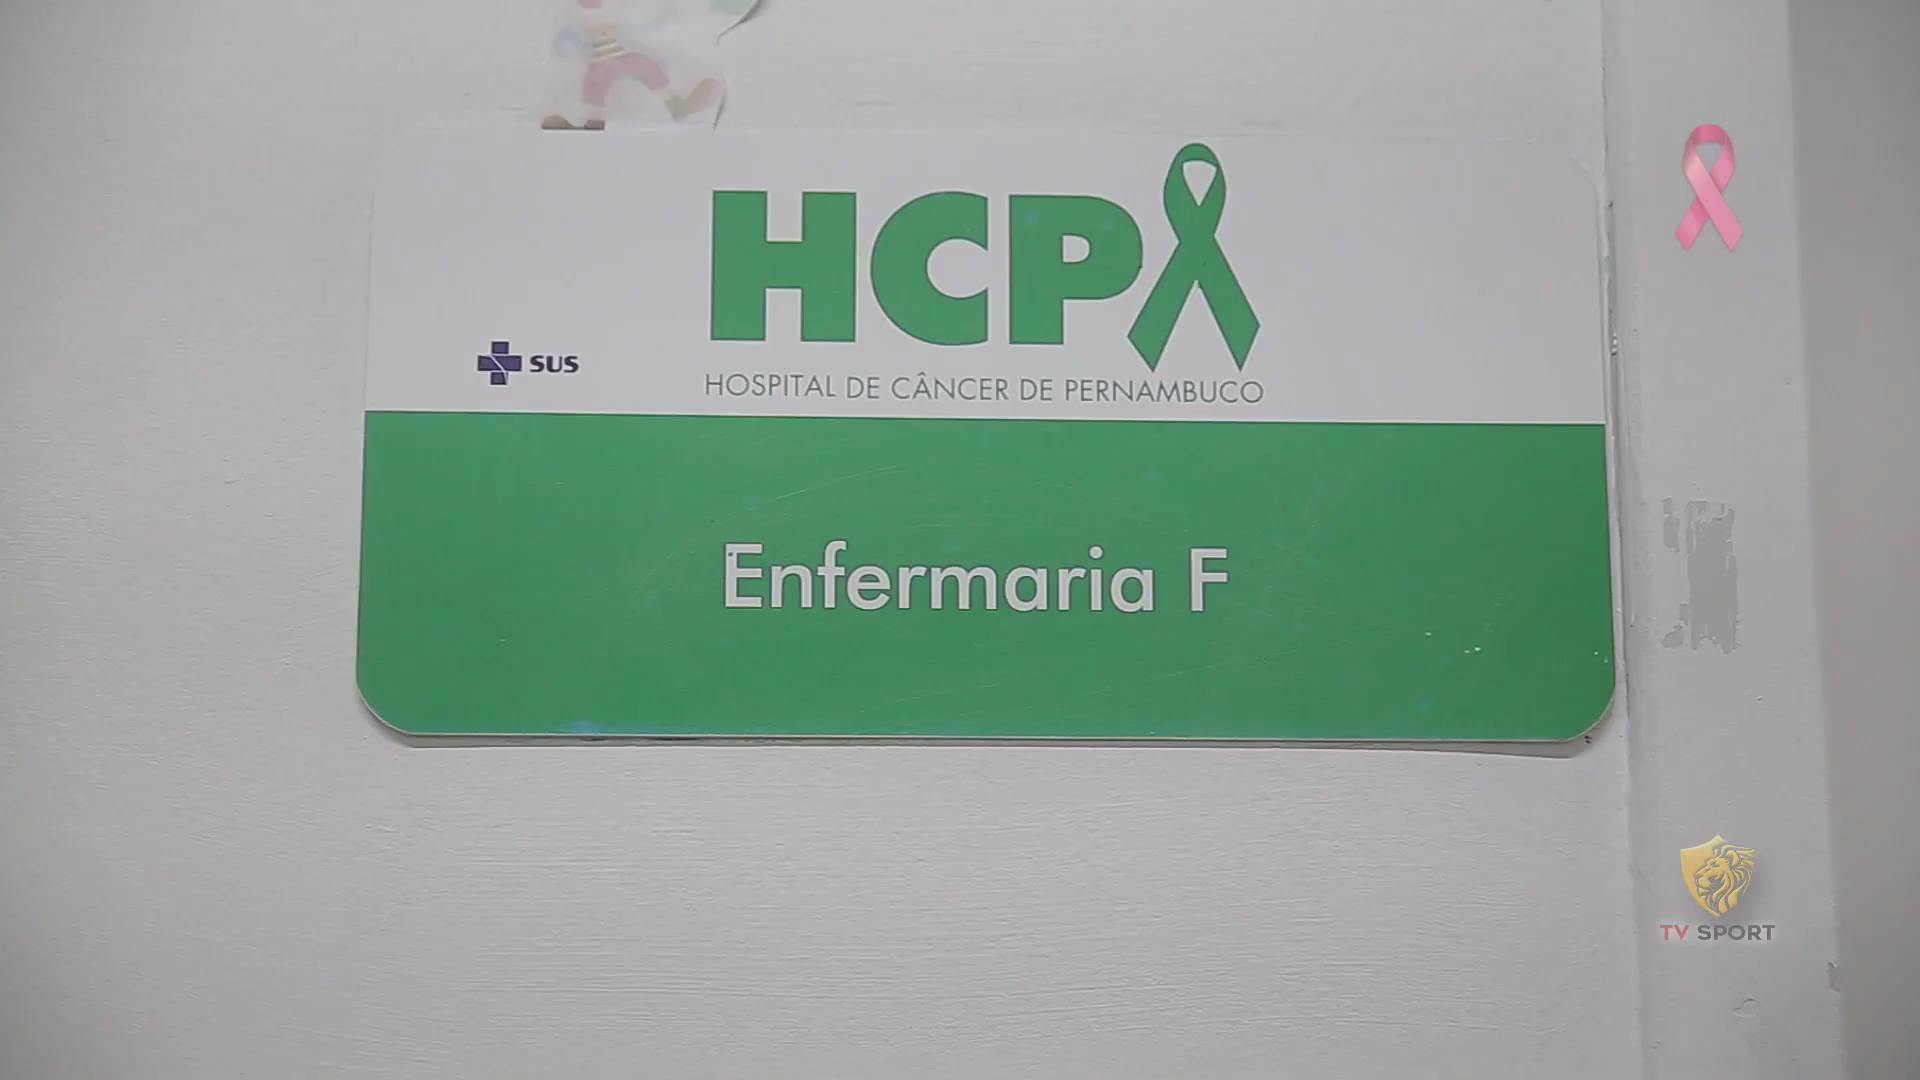 HCP
SUS
HOSPITAL DE CÂNCER DE PERNAMBUCO
Enfermaria F
TV SPORT